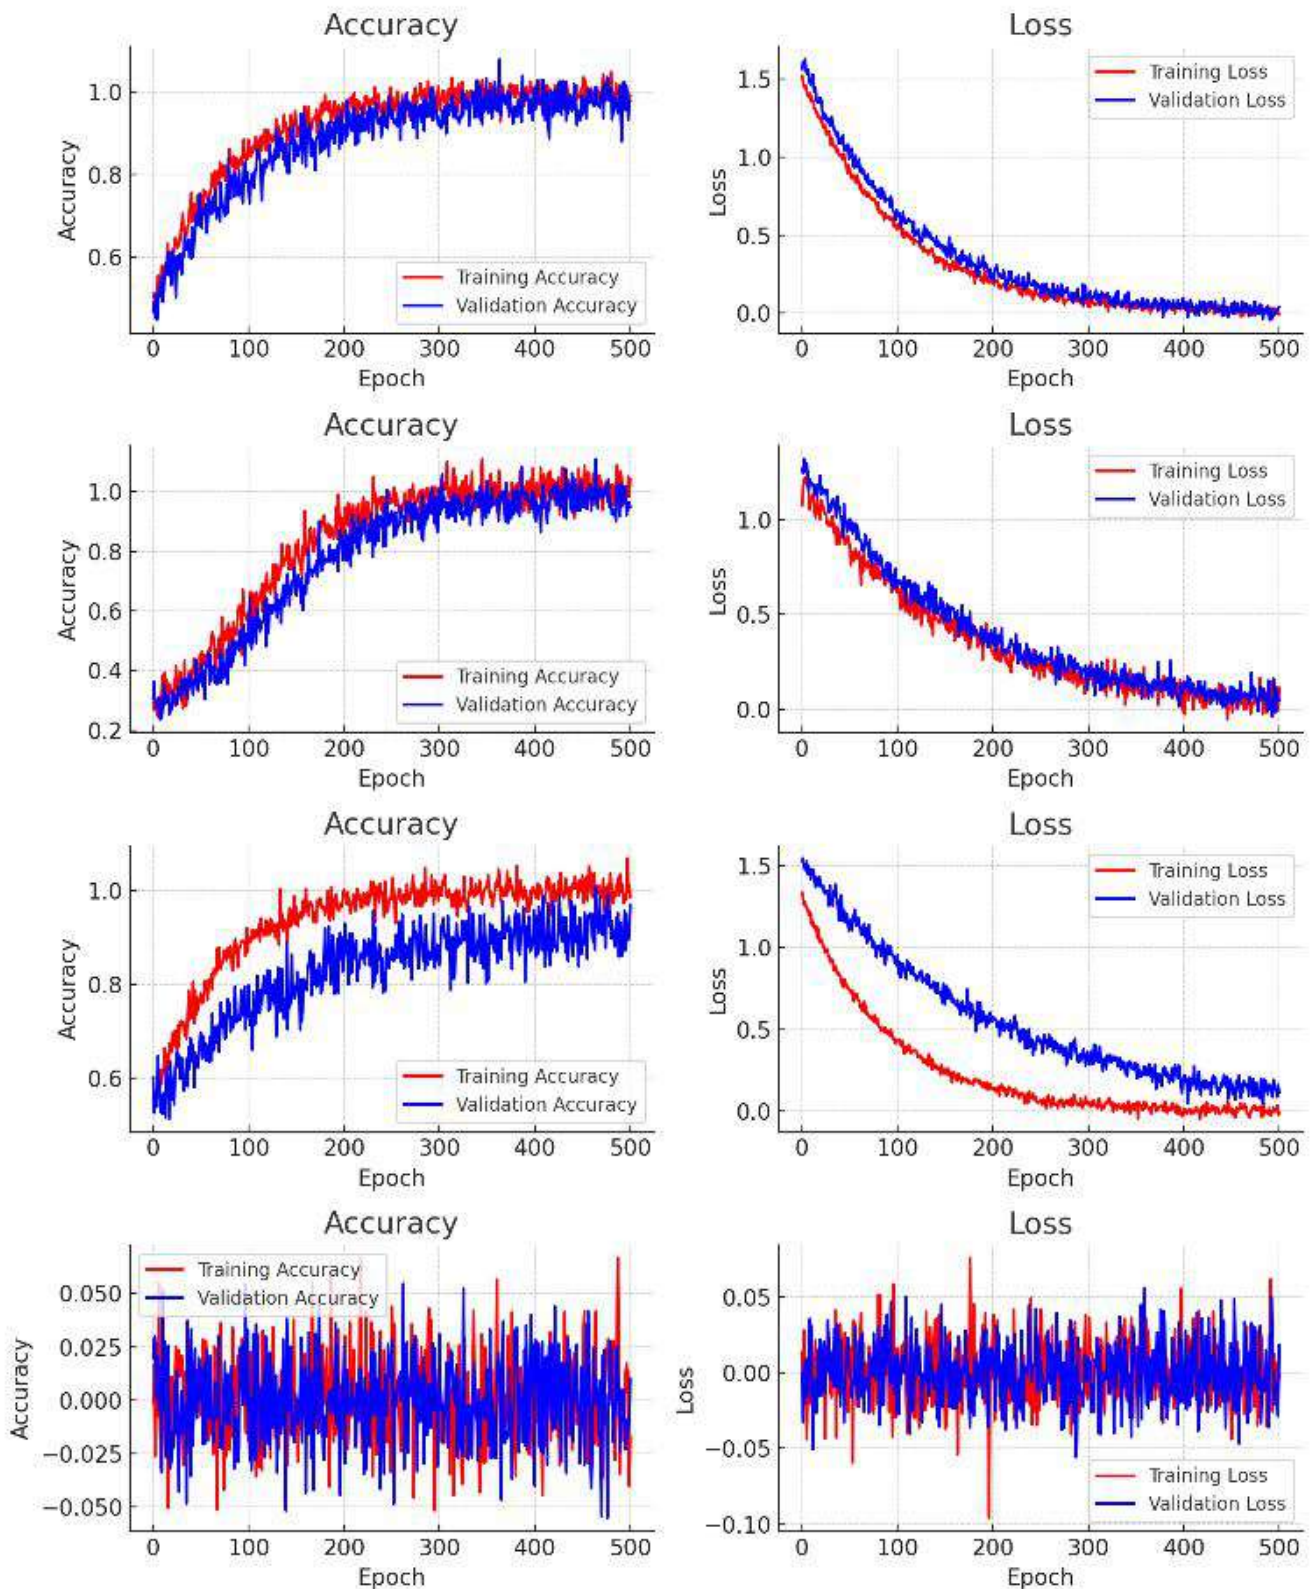 Accuracy
1.0
0.8
0.6
Accuracy
Training Accuracy
Validation Accuracy
0 100 200 300 400 500
Epoch
Loss
1.5
1.0
0.5
0.0
Loss
Training Loss
Validation Loss
0 100 200 300 400 500
Epoch
Accuracy
1.0
0.8
0.6
0.4
0.2
Accuracy
Training Accuracy
Validation Accuracy
0 100 200 300 400 500
Epoch
Loss
1.0
0.5
0.0
Loss
Training Loss
Validation Loss
0 100 200 300 400 500
Epoch
Accuracy
1.0
0.8
0.6
Accuracy
Training Accuracy
Validation Accuracy
0 100 200 300 400 500
Epoch
Loss
1.5
1.0
0.5
0.0
Loss
Training Loss
Validation Loss
0 100 200 300 400 500
Epoch
Accuracy
Training Accuracy
Validation Accuracy
0.050
0.025
0.000
−0.025
−0.050
Accuracy
0 100 200 300 400 500
Epoch
Loss
0.05
0.00
−0.05
−0.10
Loss
Training Loss
Validation Loss
0 100 200 300 400 500
Epoch